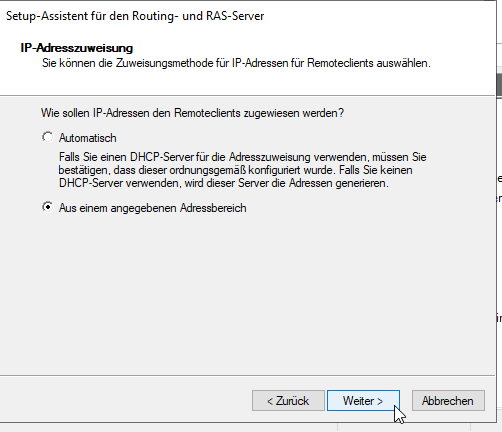 Setup-Assistent für den Routing- und RAS-Server
IP-Adresszuweisung
Sie können die Zuweisungsmethode für IP-Adressen für Remoteclients auswählen.
Wie sollen IP-Adressen den Remoteclients zugewiesen werden?
Automatisch
Falls Sie einen DHCP-Server für die Adresszuweisung verwenden, müssen Sie
bestätigen, dass dieser ordnungsgemäß konfiguriert wurde. Falls Sie keinen
DHCP-Server verwenden, wird dieser Server die Adressen generieren.
Aus einem angegebenen Adressbereich
< Zurück
Weiter >
Abbrechen